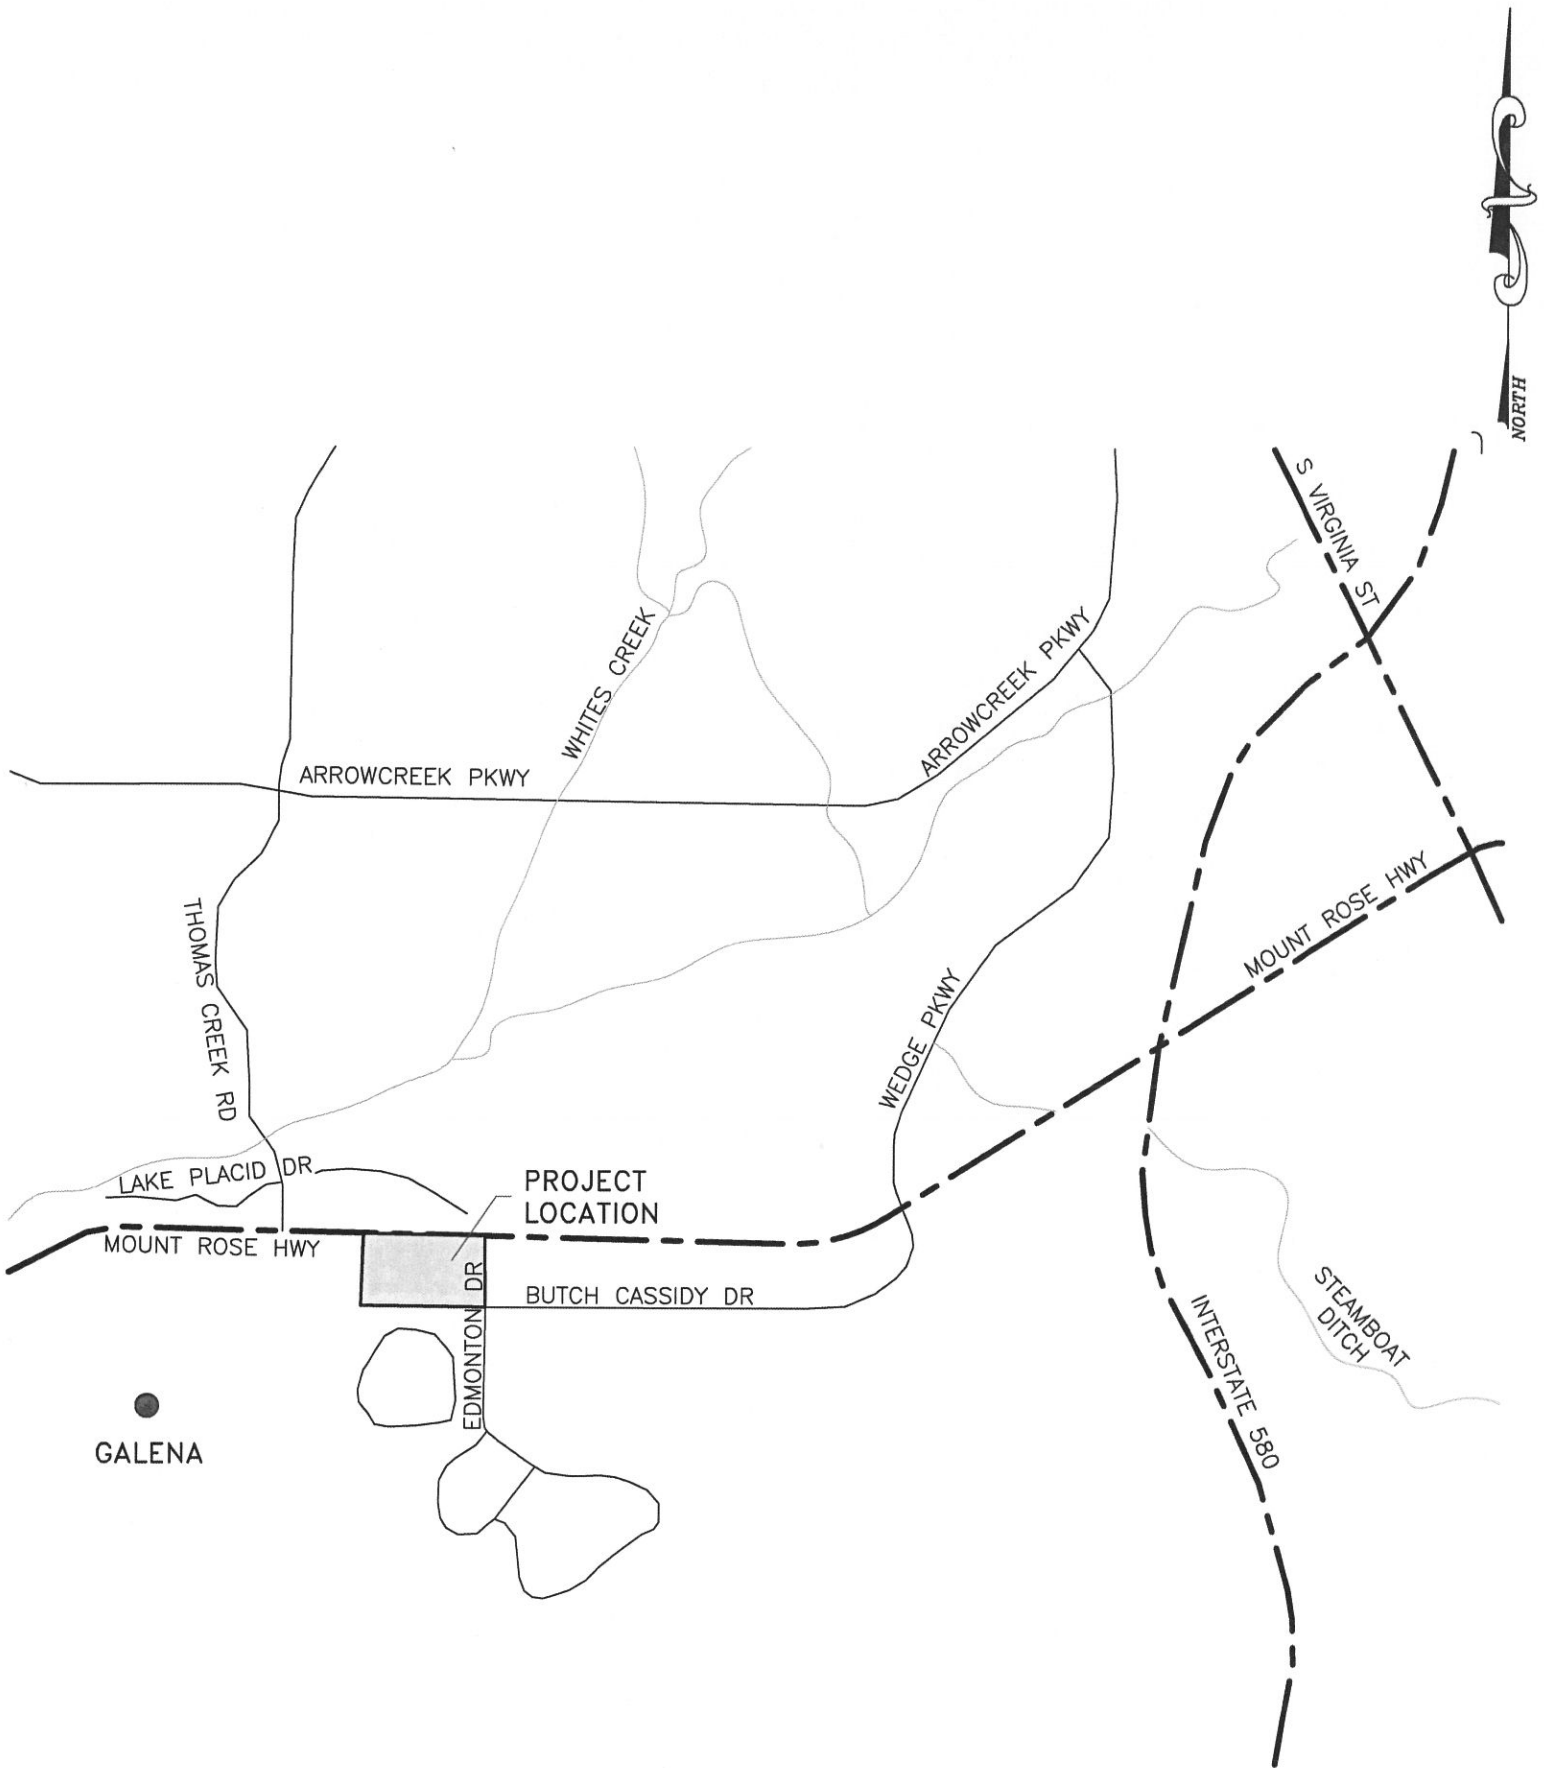 NORTH
S VIRGINIA ST
WHITES CREEK
ARROWCREEK PKWY
ARROWCREEK PKWY
MOUNT ROSE HWY
THOMAS CREEK RD
WEDGE PKWY
LAKE PLACID DR
PROJECT
LOCATION
MOUNT ROSE HWY
EDMONTON DR
BUTCH CASSIDY DR
INTERSTATE 580
STEAMBOAT
DITCH
GALENA